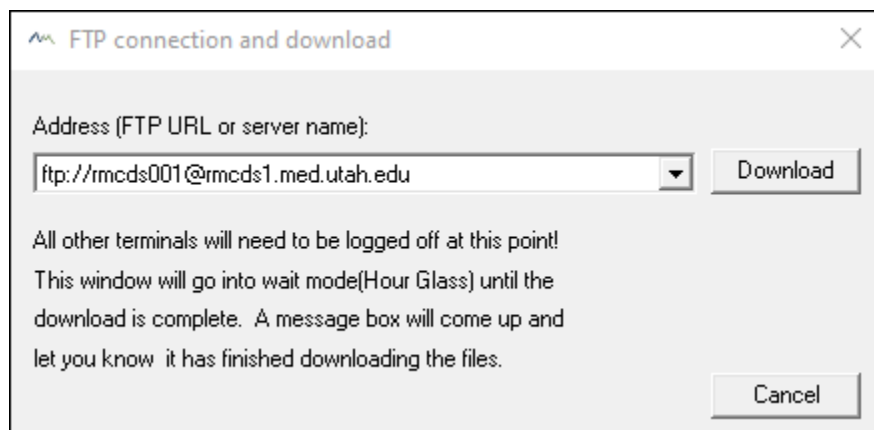 FTP connection and download
Address (FTP URL or server name):
ftp://rmcds001@rmcds1.med.utah.edu
Download
All other terminals will need to be logged off at this point!
This window will go into wait mode(Hour Glass) until the
download is complete.  A message box will come up and
let you know  it has finished downloading the files.
Cancel